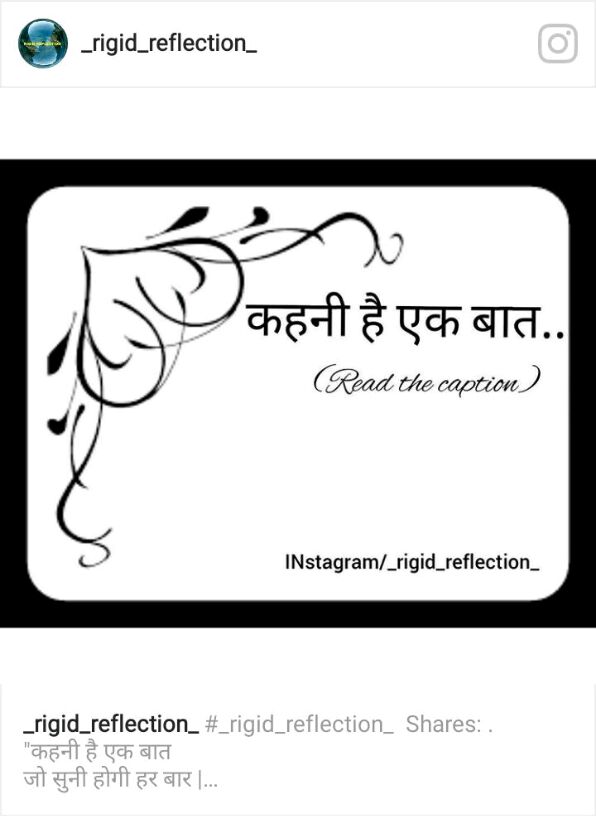 _rigid_reflection_
कहनी है एक बात..
(Read the caption)
INstagram/_rigid_reflection_
_rigid_reflection_ #_rigid_reflection_ Shares: .
"कहनी है एक बात
जो सुनी होगी हर बार |...